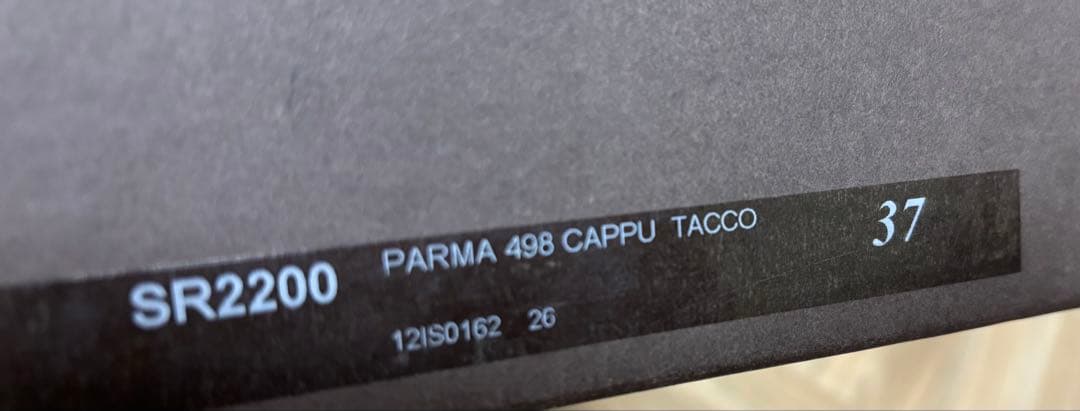 SR2200 PARMA 498 CAPPU TACCO 37
12IS0162 26